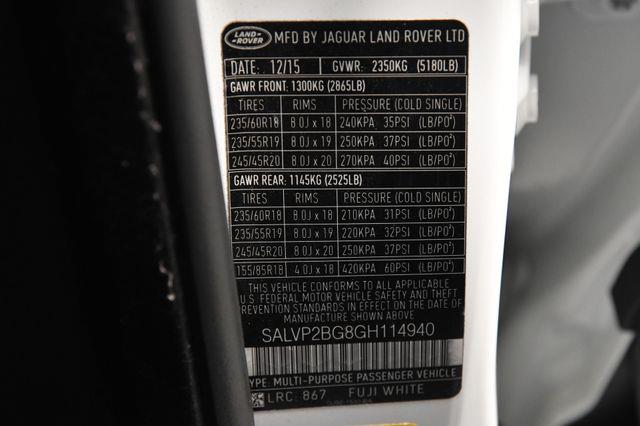 LAND ROVER MFD BY JAGUAR LAND ROVER LTD
DATE: 12/15 GVWR: 2350KG (5180LB)
GAWR FRONT: 1300KG (2865LB)
TIRES RIMS PRESSURE (COLD SINGLE)
235/60R18 8.0J x 18 240KPA 35PSI (LB/PO²)
235/55R19 8.0J x 19 250KPA 37PSI (LB/PO²)
245/45R20 8.0J x 20 270KPA 40PSI (LB/PO²)
GAWR REAR: 1145KG (2525LB)
TIRES RIMS PRESSURE (COLD SINGLE)
235/60R18 8.0J x 18 210KPA 31PSI (LB/PO²)
235/55R19 8.0J x 19 220KPA 32PSI (LB/PO²)
245/45R20 8.0J x 20 250KPA 37PSI (LB/PO²)
155/85R18 4.0J x 18 420KPA 60PSI (LB/PO²)
THIS VEHICLE CONFORMS TO ALL APPLICABLE
U.S. FEDERAL MOTOR VEHICLE SAFETY AND THEFT
PREVENTION STANDARDS IN EFFECT ON THE DATE OF
MANUFACTURE SHOWN ABOVE
SALVP2BG8GH114940
TYPE: MULTI-PURPOSE PASSENGER VEHICLE
LRC: 867 FUJI WHITE